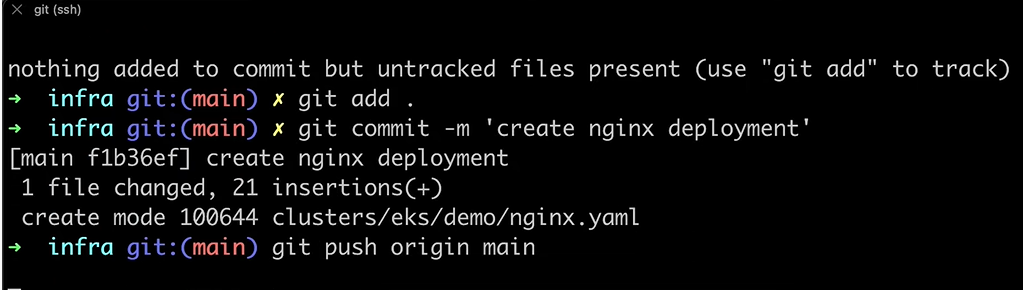 git (ssh)
nothing added to commit but untracked files present (use "git add" to track)
➜ infra git:(main) ✗ git add .
➜ infra git:(main) ✗ git commit -m 'create nginx deployment'
[main f1b36ef] create nginx deployment
1 file changed, 21 insertions(+)
create mode 100644 clusters/eks/demo/nginx.yaml
➜ infra git:(main) git push origin main